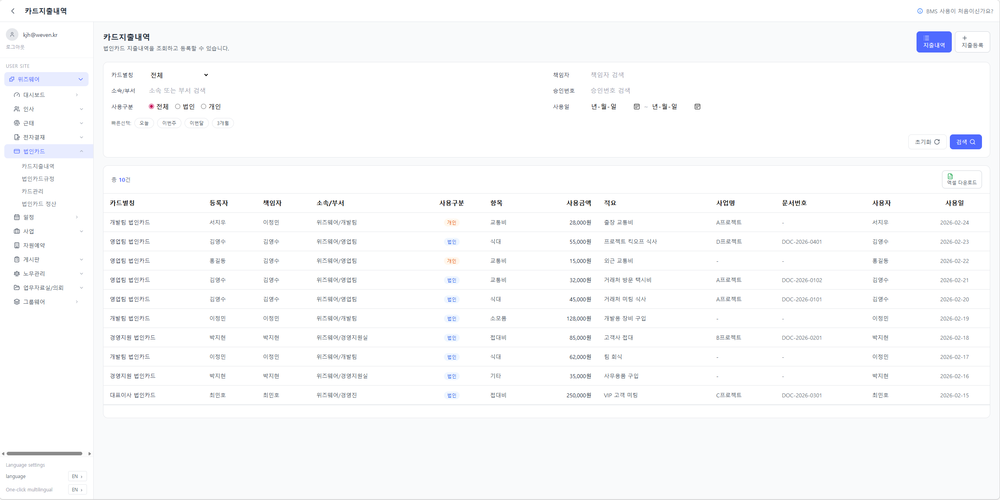 카드지출내역
BMS 사용이 처음이신가요?
kjh@weven.kr
로그아웃
USER SITE
위즈웨어
대시보드
인사
근태
전자결재
법인카드
카드지출내역
법인카드규정
카드관리
법인카드 정산
일정
사업
자원예약
게시판
노무관리
업무자료실/의뢰
그룹웨어
Language settings
language EN ›
One-click multilingual EN ›
카드지출내역
법인카드 지출내역을 조회하고 등록할 수 있습니다.
지출내역
지출등록
카드별칭 전체 책임자 책임자 검색
소속/부서 소속 또는 부서 검색 승인번호 승인번호 검색
사용구분 전체 법인 개인 사용일 년-월-일 ~ 년-월-일
빠른선택: 오늘 이번주 이번달 3개월
초기화 검색
총 10건
엑셀 다운로드
카드별칭 등록자 책임자 소속/부서 사용구분 항목 사용금액 적요 사업명 문서번호 사용자 사용일
개발팀 법인카드 서지우 이정민 위즈웨어/개발팀 개인 교통비 28,000원 출장 교통비 A프로젝트 - 서지우 2026-02-24
영업팀 법인카드 김영수 김영수 위즈웨어/영업팀 법인 식대 55,000원 프로젝트 킥오프 식사 D프로젝트 DOC-2026-0401 김영수 2026-02-23
영업팀 법인카드 홍길동 김영수 위즈웨어/영업팀 개인 교통비 15,000원 외근 교통비 - - 홍길동 2026-02-22
영업팀 법인카드 김영수 김영수 위즈웨어/영업팀 법인 교통비 32,000원 거래처 방문 택시비 A프로젝트 DOC-2026-0102 김영수 2026-02-21
영업팀 법인카드 김영수 김영수 위즈웨어/영업팀 법인 식대 45,000원 거래처 미팅 식사 A프로젝트 DOC-2026-0101 김영수 2026-02-20
개발팀 법인카드 이정민 이정민 위즈웨어/개발팀 법인 소모품 128,000원 개발용 장비 구입 - - 이정민 2026-02-19
경영지원 법인카드 박지현 박지현 위즈웨어/경영지원실 법인 접대비 85,000원 고객사 접대 B프로젝트 DOC-2026-0201 박지현 2026-02-18
개발팀 법인카드 이정민 이정민 위즈웨어/개발팀 법인 식대 62,000원 팀 회식 - - 이정민 2026-02-17
경영지원 법인카드 박지현 박지현 위즈웨어/경영지원실 법인 기타 35,000원 사무용품 구입 - - 박지현 2026-02-16
대표이사 법인카드 최민호 최민호 위즈웨어/경영진 법인 접대비 250,000원 VIP 고객 미팅 C프로젝트 DOC-2026-0301 최민호 2026-02-15